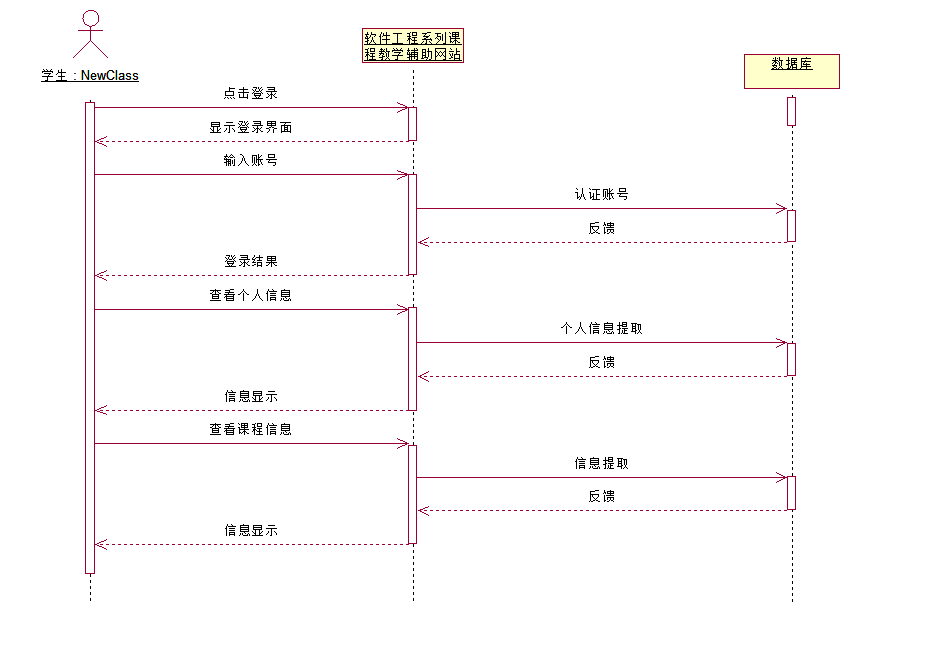 软件工程系列课
程教学辅助网站
数据库
学生 : NewClass
点击登录
显示登录界面
输入账号
认证账号
反馈
登录结果
查看个人信息
个人信息提取
反馈
信息显示
查看课程信息
信息提取
反馈
信息显示